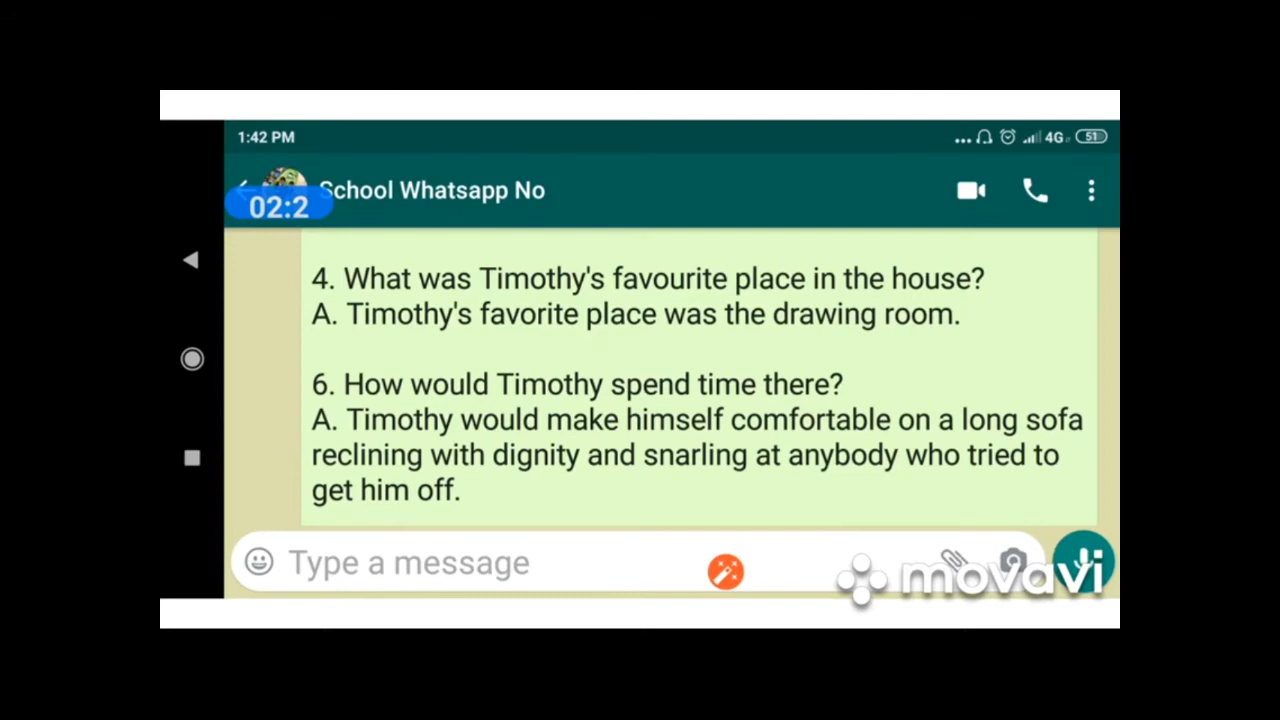 1:42 PM
4G 51
School Whatsapp No
02:2
4. What was Timothy's favourite place in the house?
A. Timothy's favorite place was the drawing room.
6. How would Timothy spend time there?
A. Timothy would make himself comfortable on a long sofa
reclining with dignity and snarling at anybody who tried to
get him off.
Type a message
movavi